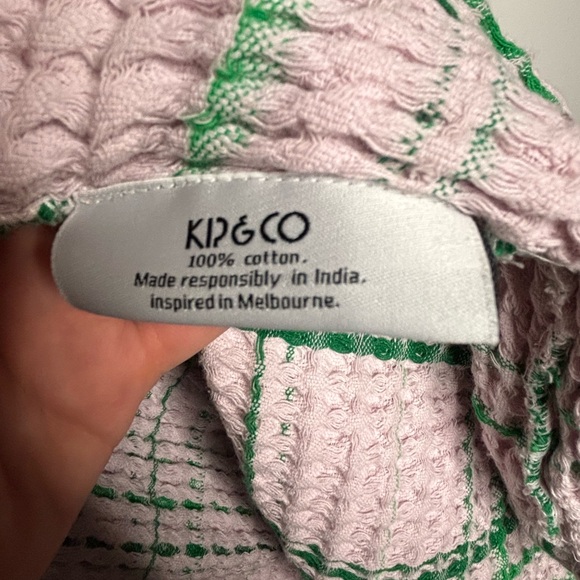 KIP&CO
100% cotton.
Made responsibly in India.
inspired in Melbourne.